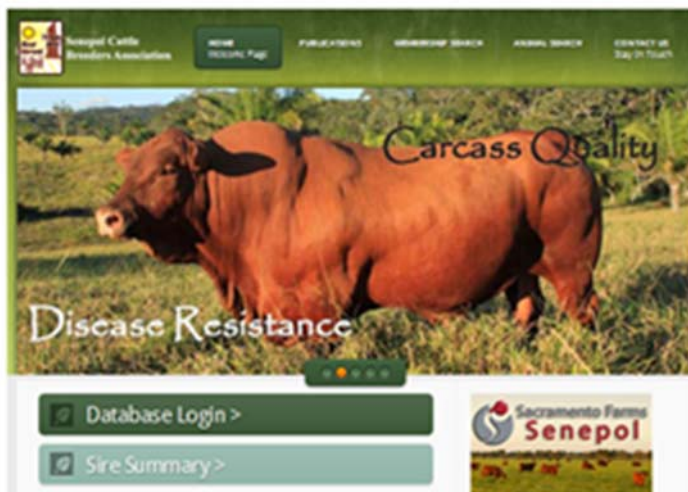 Senepol Cattle
Breeders Association
HOME
Welcome Page
PUBLICATIONS
MEMBERSHIP SEARCH
ANIMAL SEARCH
CONTACT US
Stay In Touch
Carcass Quality
Disease Resistance
Database Login >
Sire Summary >
Sacramento Farms
Senepol